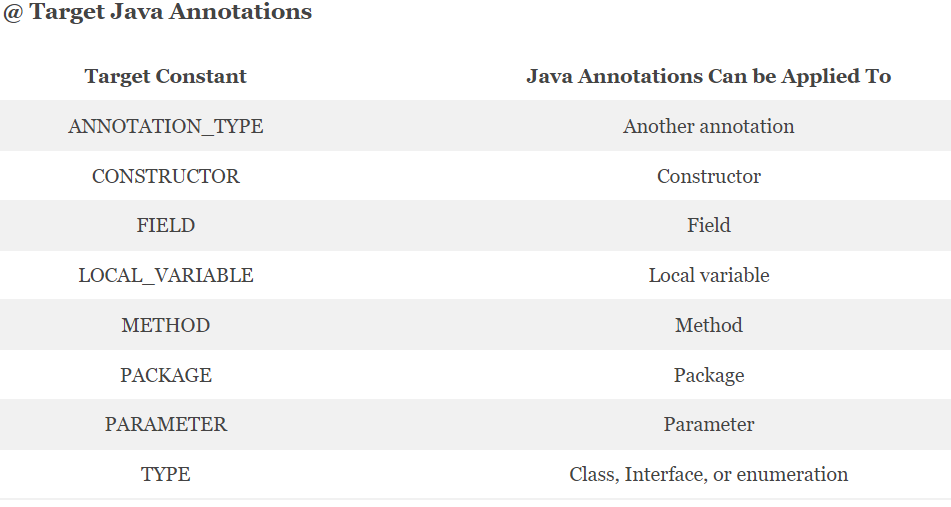 @ Target Java Annotations
Target Constant Java Annotations Can be Applied To
ANNOTATION_TYPE Another annotation
CONSTRUCTOR Constructor
FIELD Field
LOCAL_VARIABLE Local variable
METHOD Method
PACKAGE Package
PARAMETER Parameter
TYPE Class, Interface, or enumeration